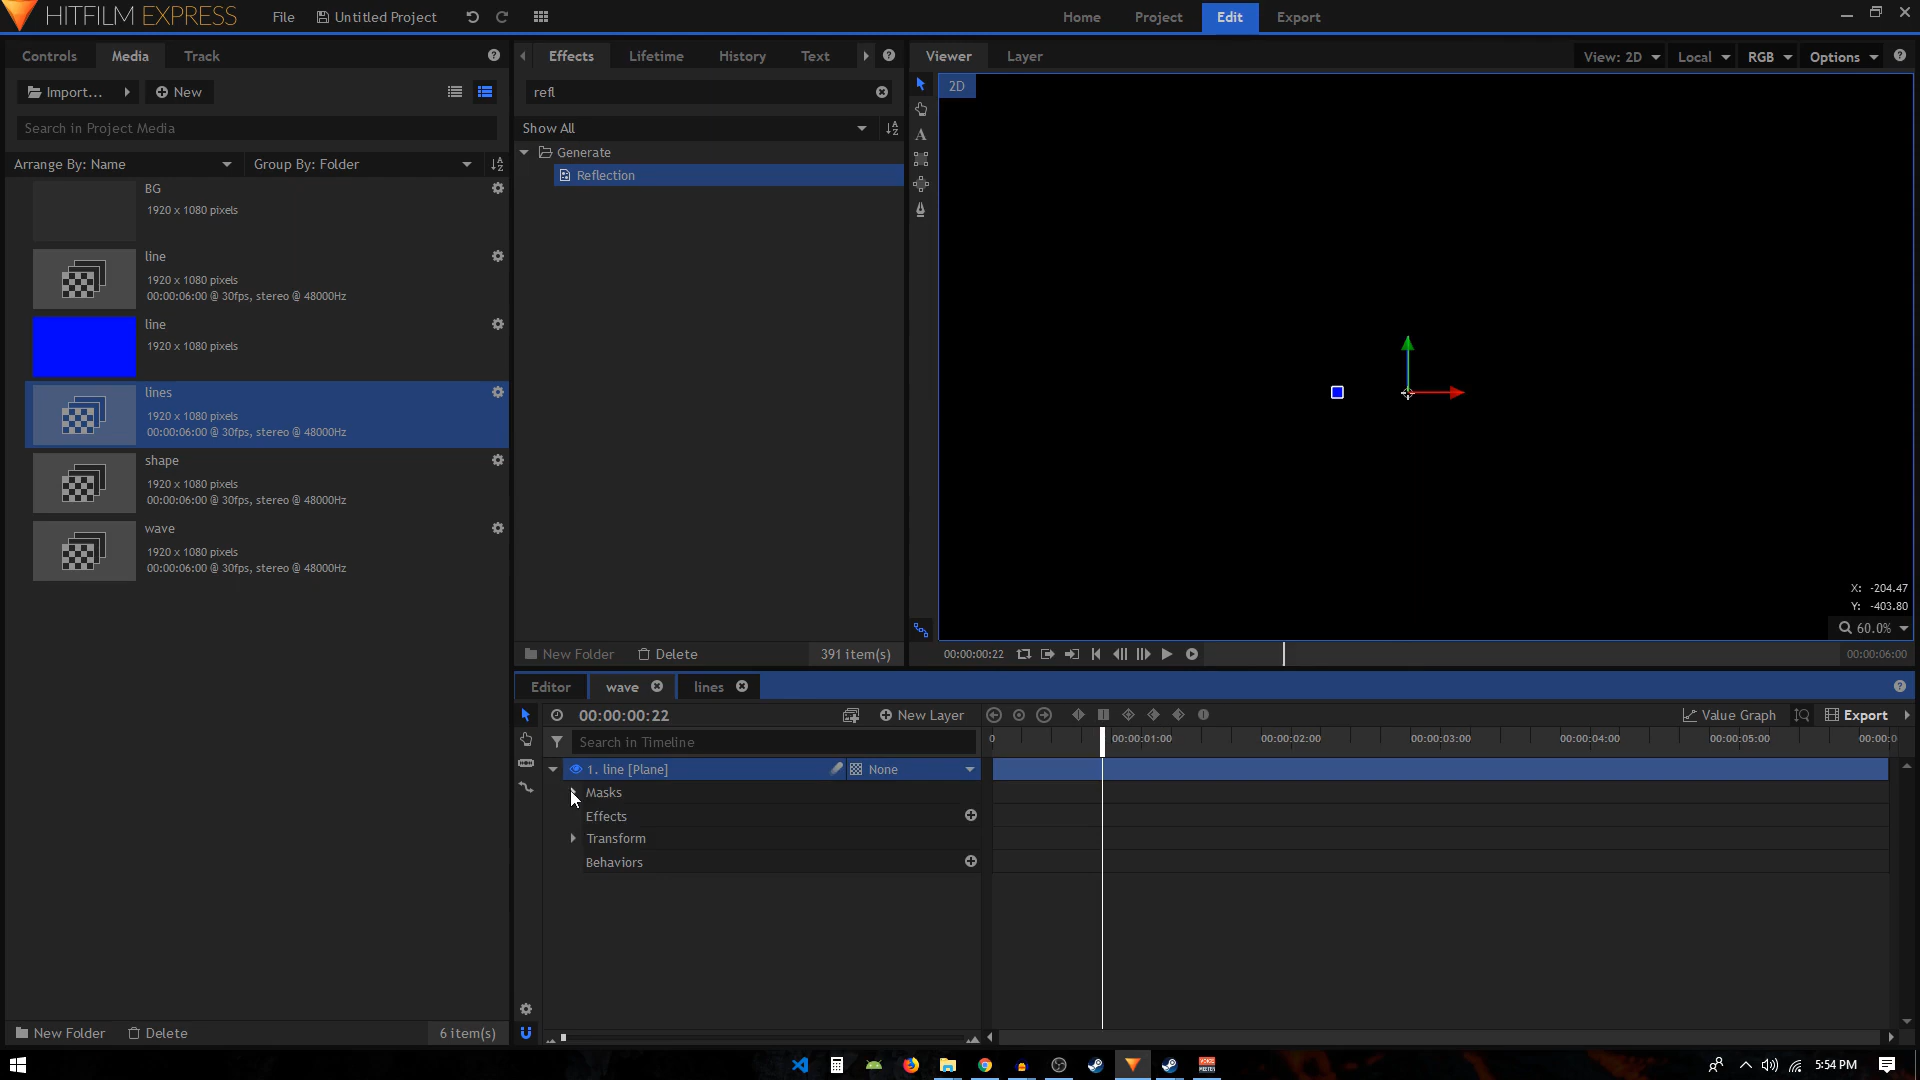 HITFILM EXPRESS
File
Untitled Project
Home
Project
Edit
Export
Controls
Media
Track
Import...
New
Search in Project Media
Arrange By: Name
Group By: Folder
BG
1920 x 1080 pixels
line
1920 x 1080 pixels
00:00:06:00 @ 30fps, stereo @ 48000Hz
line
1920 x 1080 pixels
lines
1920 x 1080 pixels
00:00:06:00 @ 30fps, stereo @ 48000Hz
shape
1920 x 1080 pixels
00:00:06:00 @ 30fps, stereo @ 48000Hz
wave
1920 x 1080 pixels
00:00:06:00 @ 30fps, stereo @ 48000Hz
New Folder
Delete
6 item(s)
Effects
Lifetime
History
Text
refl
Show All
Generate
Reflection
New Folder
Delete
391 item(s)
Viewer
Layer
View: 2D
Local
RGB
Options
2D
A
X: -204.47
Y: -403.80
60.0%
00:00:00:22
00:00:06:00
Editor
wave
lines
00:00:00:22
New Layer
Value Graph
Export
Search in Timeline
0
00:00:01:00
00:00:02:00
00:00:03:00
00:00:04:00
00:00:05:00
00:00:0
1. line [Plane]
None
Masks
Effects
Transform
Behaviors
5:54 PM